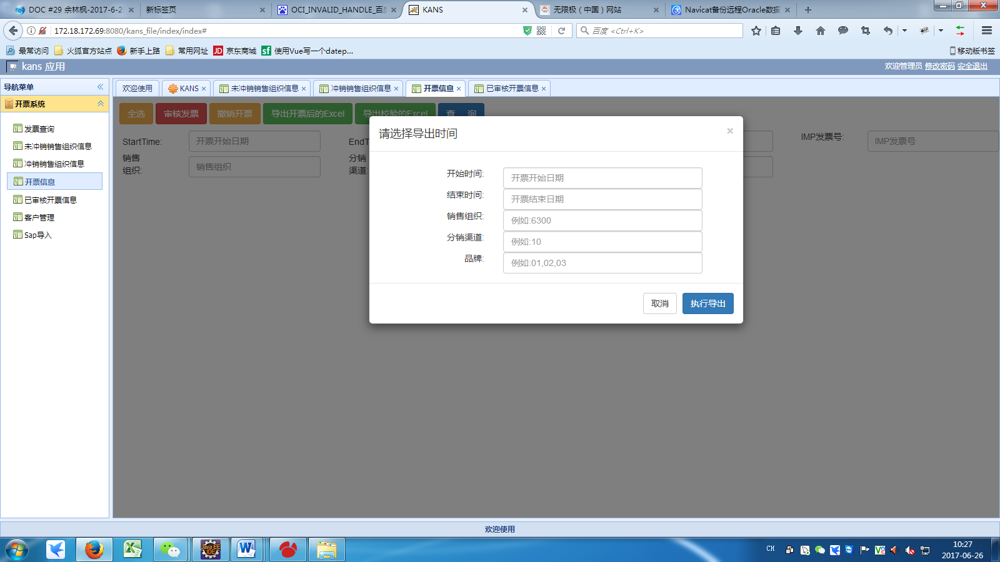 DOC #29 余林枫-2017-6-2
新标签页
OCI_INVALID_HANDLE_百度
KANS
无限极（中国）网站
Navicat备份远程Oracle数据
172.18.172.69:8080/kans_file/index/index#
百度 <Ctrl+K>
最常访问
火狐官方站点
新手上路
常用网址
JD 京东商城
sf 使用Vue写一个datep...
移动版书签
kans 应用
欢迎管理员 修改密码 安全退出
导航菜单
欢迎使用
KANS
未冲销销售组织信息
冲销销售组织信息
开票信息
已审核开票信息
开票系统
发票查询
未冲销销售组织信息
冲销销售组织信息
开票信息
已审核开票信息
客户管理
Sap导入
全选
审核发票
撤销开票
导出开票后的Excel
导出校验的Excel
查 询
StartTime:
开票开始日期
EndT
IMP发票号:
IMP发票号
销售
组织:
销售组织
分销
渠道:
请选择导出时间
开始时间:
开票开始日期
结束时间:
开票结束日期
销售组织:
例如:6300
分销渠道:
例如:10
品牌:
例如:01,02,03
取消
执行导出
欢迎使用
Java EE
IDE
CH
10:27
2017-06-26